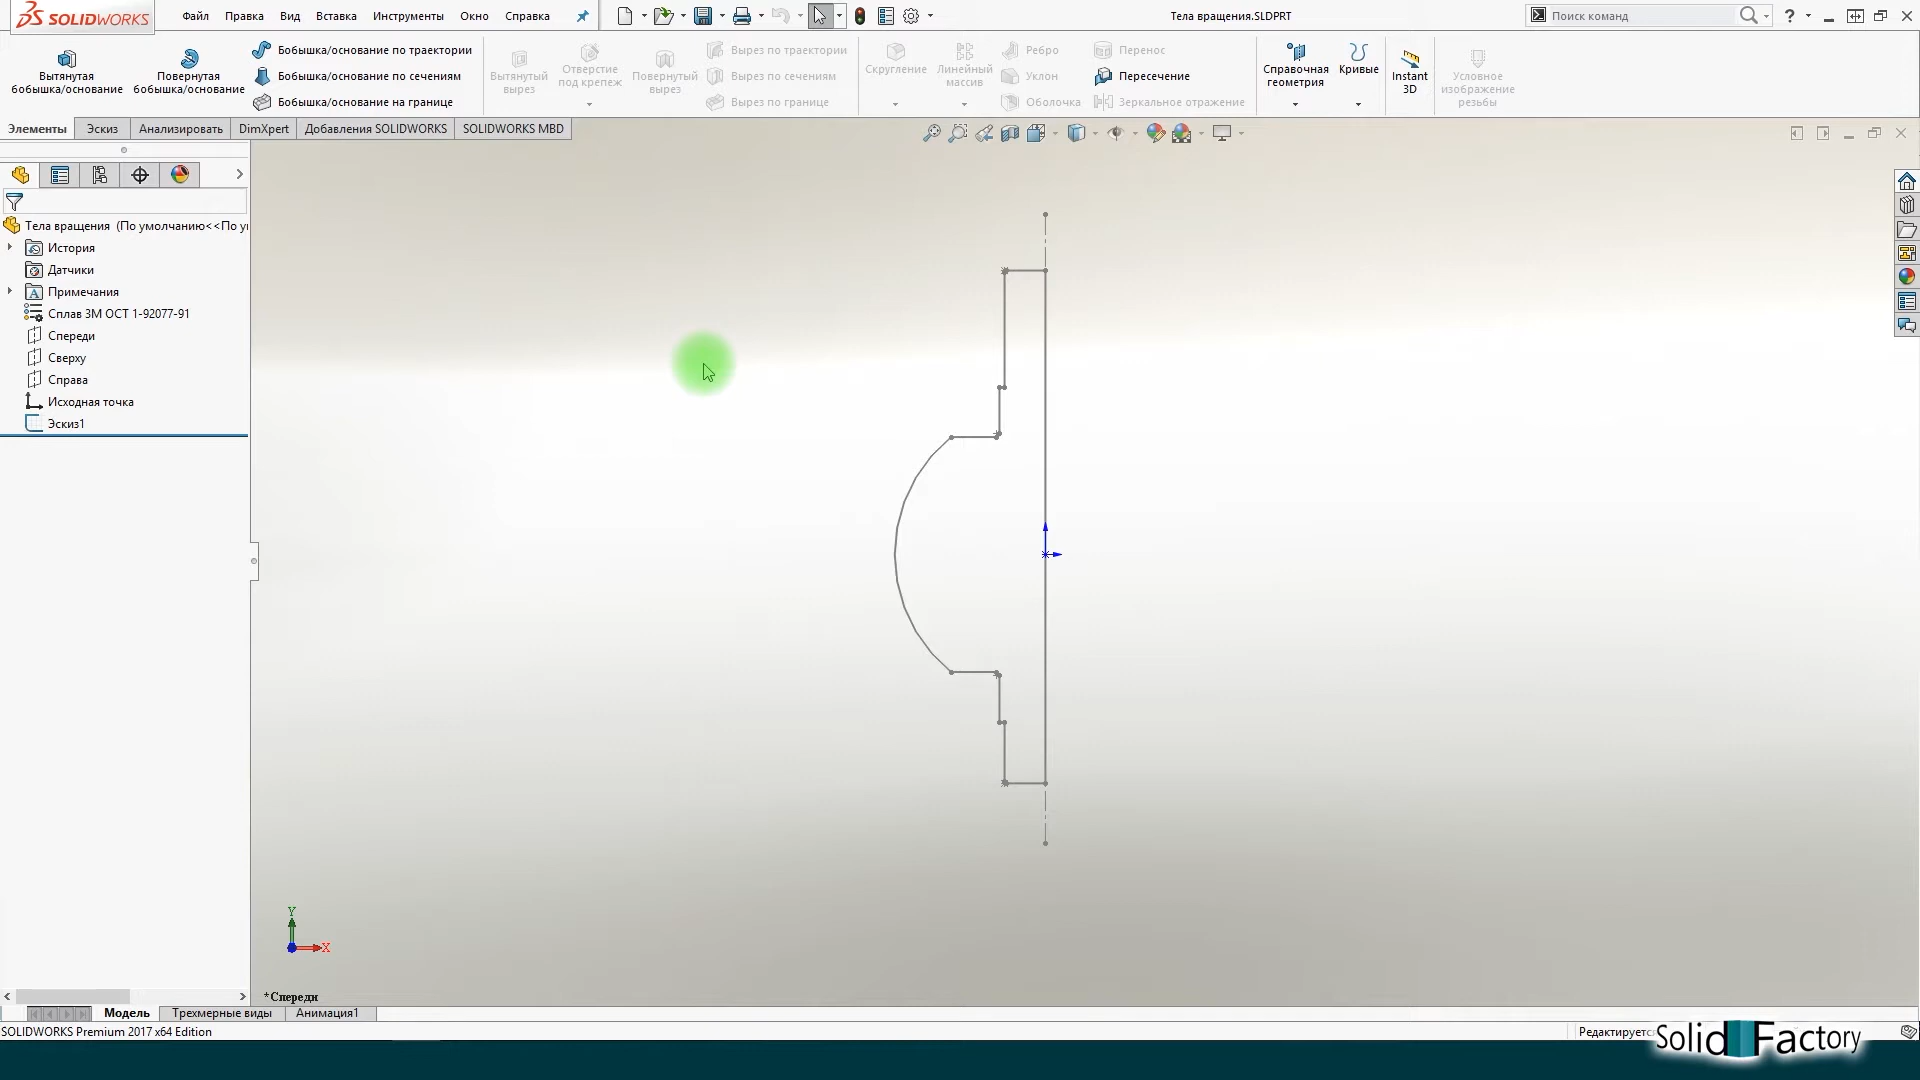 SOLIDWORKS
Файл Правка Вид Вставка Инструменты Окно Справка
Тела вращения.SLDPRT
Поиск команд
?
Вытянутая бобышка/основание
Повернутая бобышка/основание
Бобышка/основание по траектории
Бобышка/основание по сечениям
Бобышка/основание на границе
Вытянутый вырез
Отверстие под крепеж
Повернутый вырез
Вырез по траектории
Вырез по сечениям
Вырез по границе
Скругление
Линейный массив
Ребро
Уклон
Оболочка
Перенос
Пересечение
Зеркальное отражение
Справочная геометрия
Кривые
Instant 3D
Условное изображение резьбы
Элементы Эскиз Анализировать DimXpert Добавления SOLIDWORKS SOLIDWORKS MBD
Тела вращения (По умолчанию<<По у
История
Датчики
A Примечания
Сплав 3М ОСТ 1-92077-91
Спереди
Сверху
Справа
Исходная точка
Эскиз1
Y
X
*Спереди
Модель Трехмерные виды Анимация1
SOLIDWORKS Premium 2017 x64 Edition
Редактируетс
Solid Factory